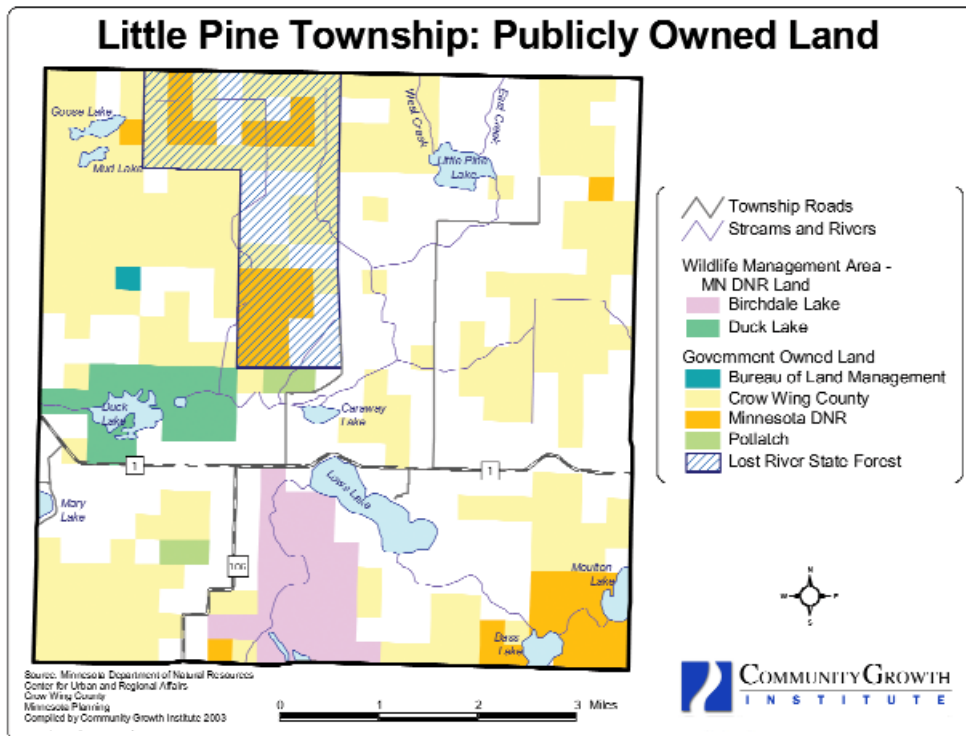 Little Pine Township: Publicly Owned Land
Goose Lake
Mud Lake
West Creek
East Creek
Little Pine
Lake
Township Roads
Streams and Rivers
Wildlife Management Area -
MN DNR Land
Birchdale Lake
Duck Lake
Government Owned Land
Bureau of Land Management
Crow Wing County
Minnesota DNR
Potlatch
Lost River State Forest
Duck
Lake
Caraway
Lake
1
1
Lows Lake
Mary
Lake
106
Moulton
Lake
Bass
Lake
N
W
S
Source: Minnesota Department of Natural Resources
Center for Urban and Regional Affairs
Crow Wing County
Minnesota Planning
Compiled by Community Growth Institute 2003
0 1 2 3 Miles
COMMUNITY GROWTH
INSTITUTE